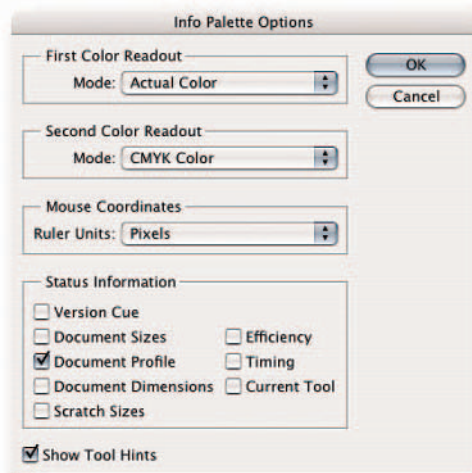 Info Palette Options
First Color Readout
Mode: Actual Color
OK
Cancel
Second Color Readout
Mode: CMYK Color
Mouse Coordinates
Ruler Units: Pixels
Status Information
Version Cue
Document Sizes
Efficiency
Document Profile
Timing
Document Dimensions
Current Tool
Scratch Sizes
Show Tool Hints